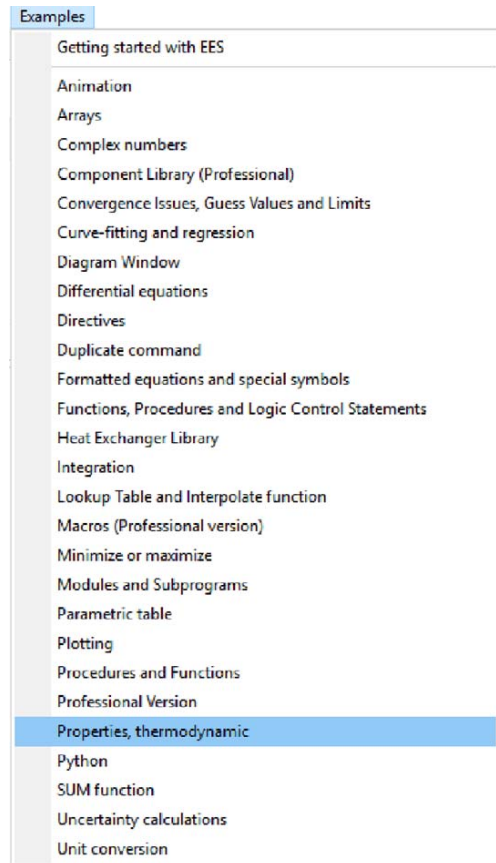 Examples
Getting started with EES
Animation
Arrays
Complex numbers
Component Library (Professional)
Convergence Issues, Guess Values and Limits
Curve-fitting and regression
Diagram Window
Differential equations
Directives
Duplicate command
Formatted equations and special symbols
Functions, Procedures and Logic Control Statements
Heat Exchanger Library
Integration
Lookup Table and Interpolate function
Macros (Professional version)
Minimize or maximize
Modules and Subprograms
Parametric table
Plotting
Procedures and Functions
Professional Version
Properties, thermodynamic
Python
SUM function
Uncertainty calculations
Unit conversion